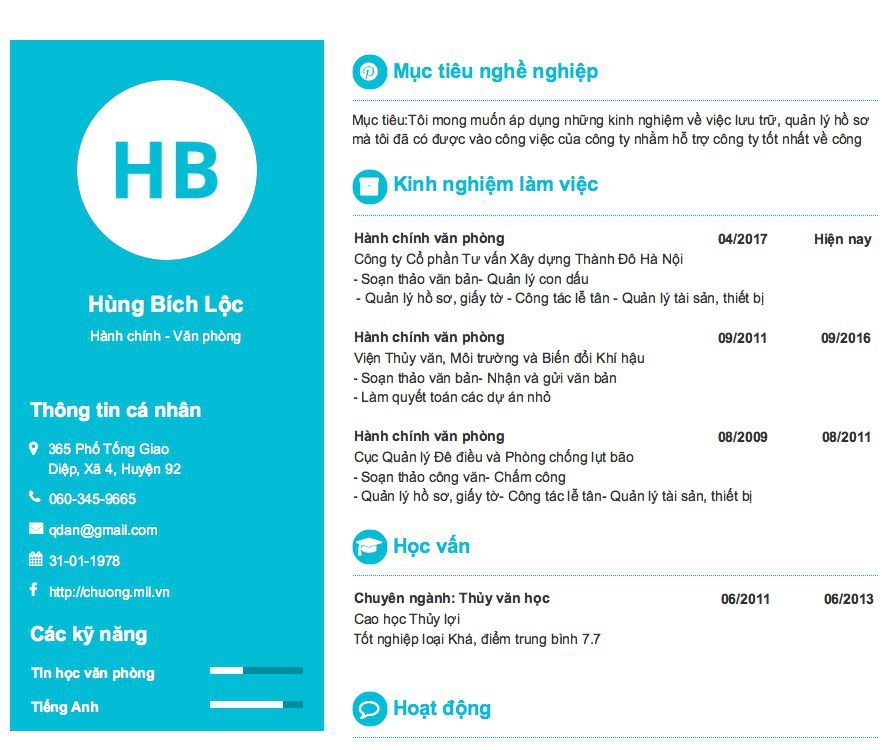 HB
Hùng Bích Lộc
Hành chính - Văn phòng
Thông tin cá nhân
365 Phố Tống Giao
Diệp, Xã 4, Huyện 92
060-345-9665
qdan@gmail.com
31-01-1978
http://chuong.mil.vn
Các kỹ năng
Tin học văn phòng
Tiếng Anh
Mục tiêu nghề nghiệp
Mục tiêu:Tôi mong muốn áp dụng những kinh nghiệm về việc lưu trữ, quản lý hồ sơ
mà tôi đã có được vào công việc của công ty nhằm hỗ trợ công ty tốt nhất về công
Kinh nghiệm làm việc
Hành chính văn phòng 04/2017 Hiện nay
Công ty Cổ phần Tư vấn Xây dựng Thành Đô Hà Nội
- Soạn thảo văn bản- Quản lý con dấu
- Quản lý hồ sơ, giấy tờ - Công tác lễ tân - Quản lý tài sản, thiết bị
Hành chính văn phòng 09/2011 09/2016
Viện Thủy văn, Môi trường và Biến đổi Khí hậu
- Soạn thảo văn bản- Nhận và gửi văn bản
- Làm quyết toán các dự án nhỏ
Hành chính văn phòng 08/2009 08/2011
Cục Quản lý Đê điều và Phòng chống lụt bão
- Soạn thảo công văn- Chấm công
- Quản lý hồ sơ, giấy tờ- Công tác lễ tân- Quản lý tài sản, thiết bị
Học vấn
Chuyên ngành: Thủy văn học 06/2011 06/2013
Cao học Thủy lợi
Tốt nghiệp loại Khá, điểm trung bình 7.7
Hoạt động